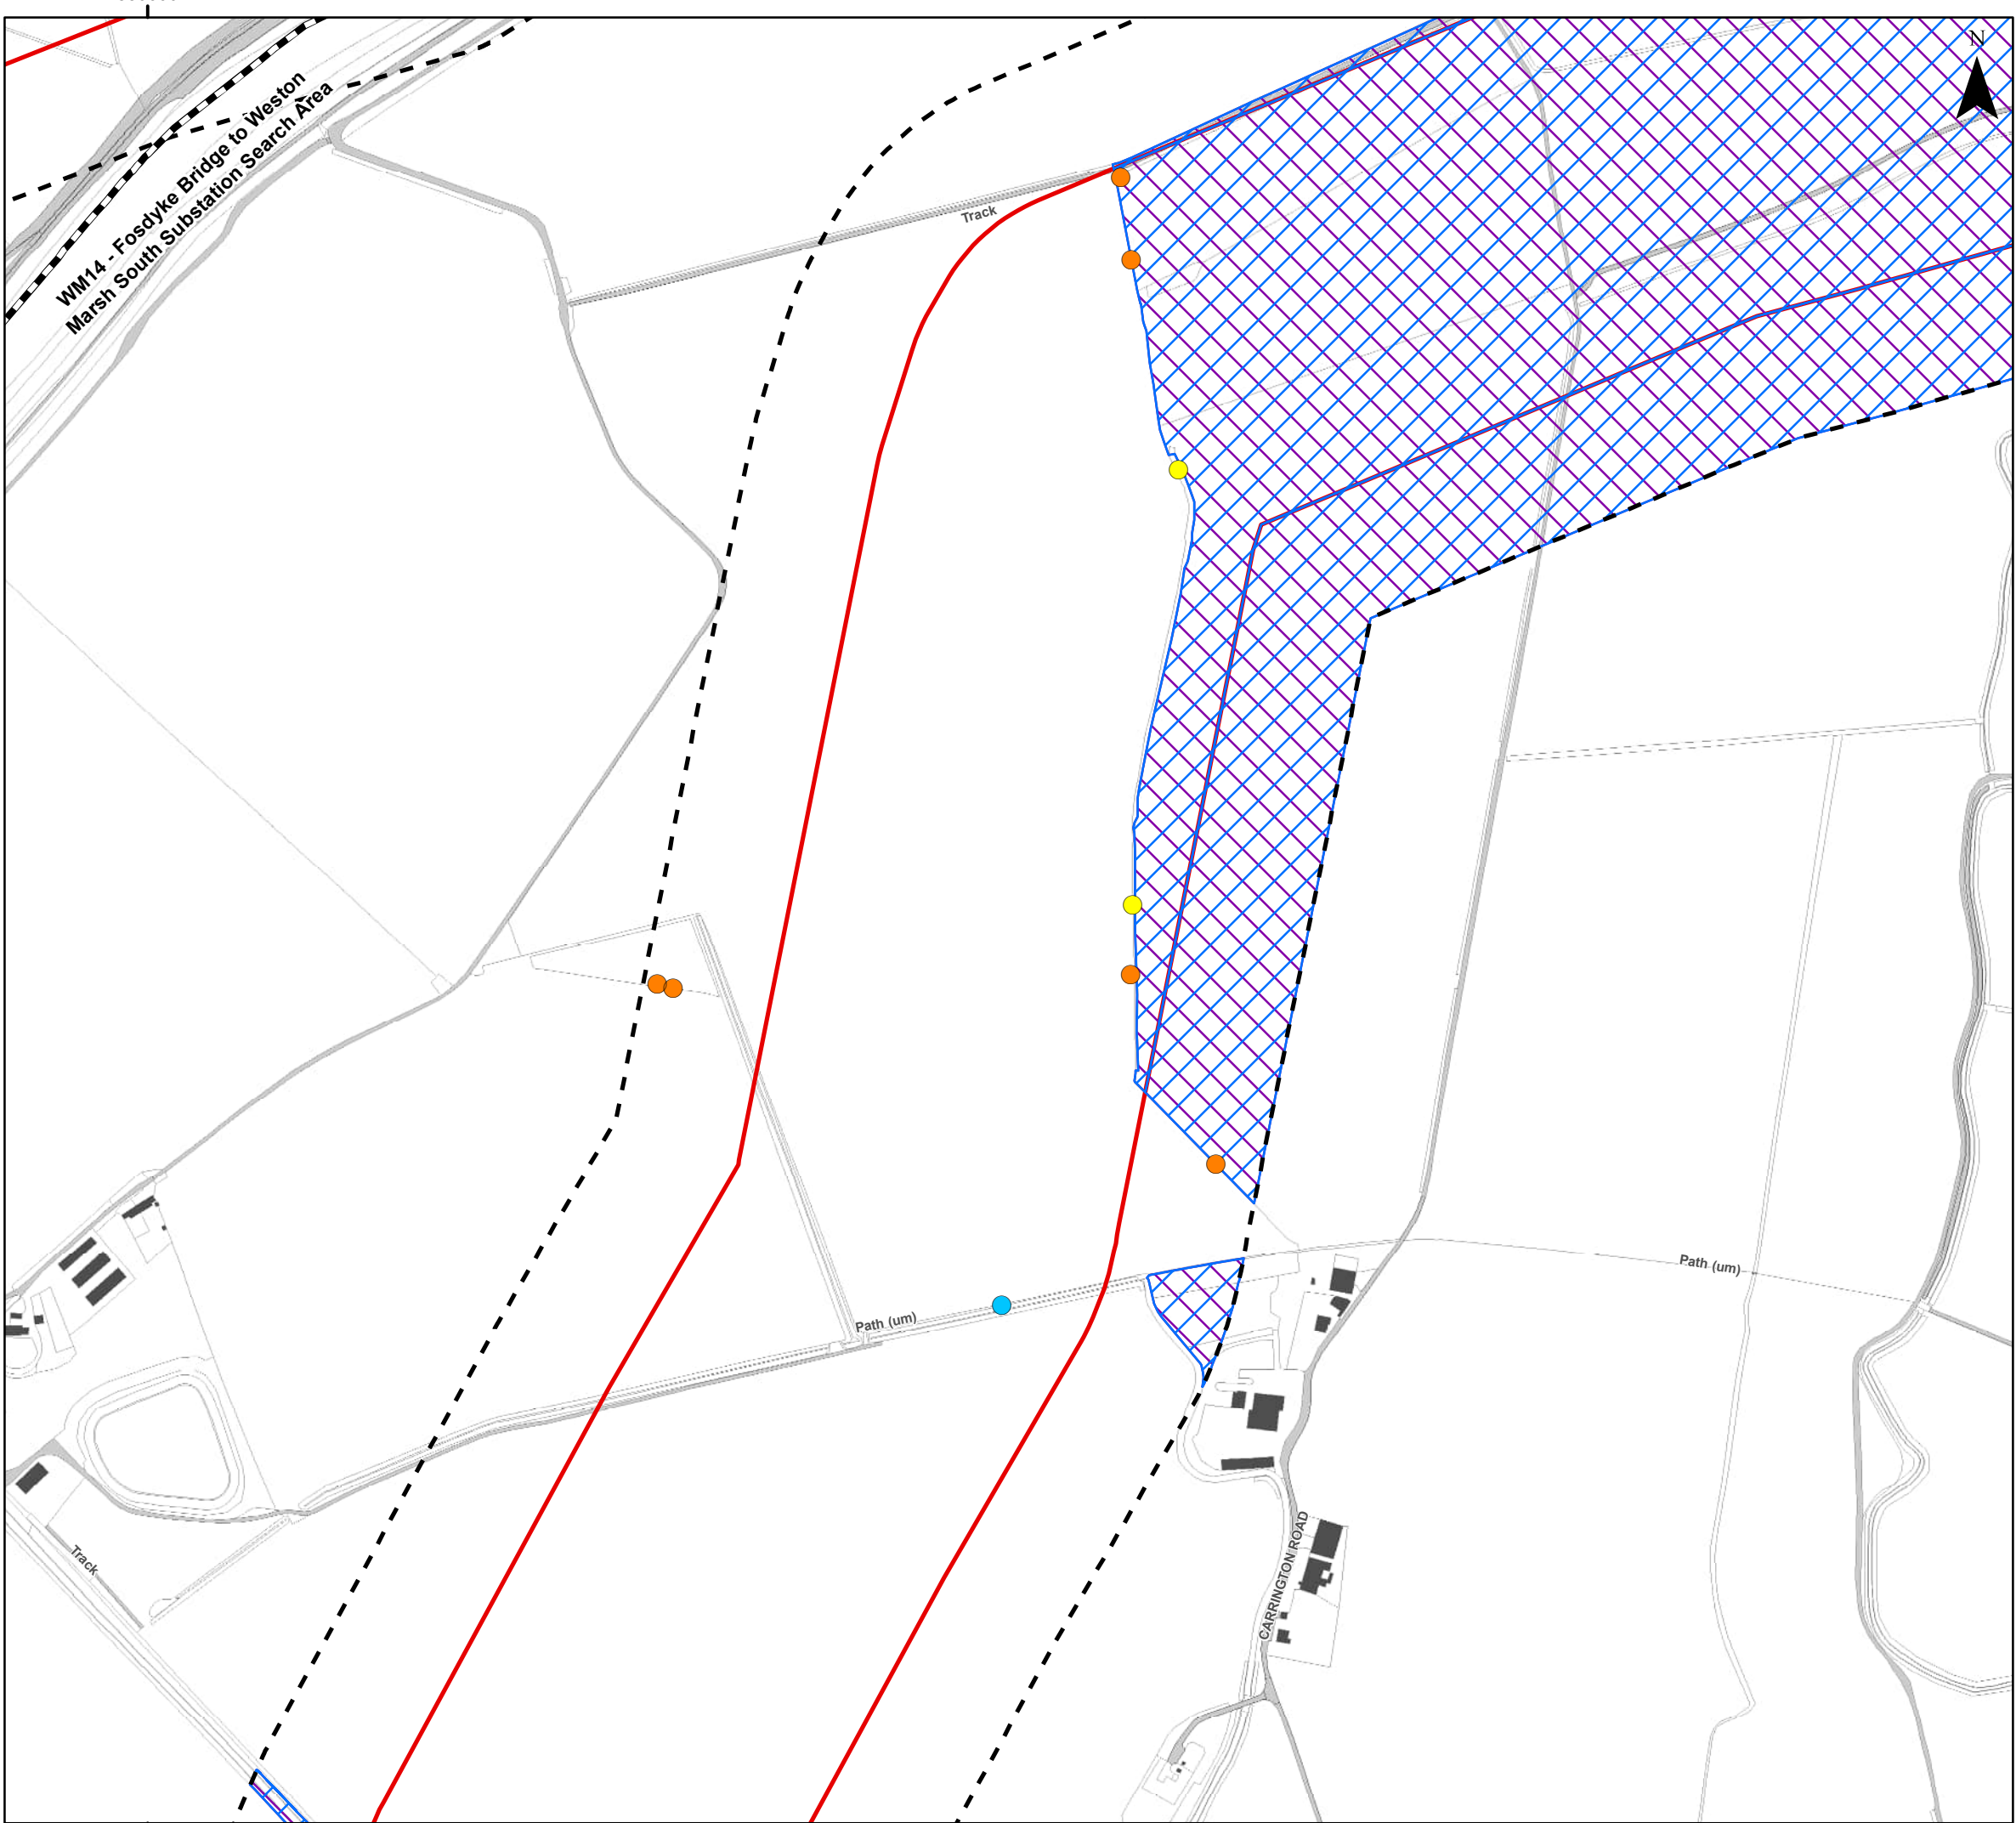 N
WM14 - Fosdyke Bridge to Weston
Marsh South Substation Search Area
Track
Path (um)
Path (um)
Track
CARRINGTON ROAD